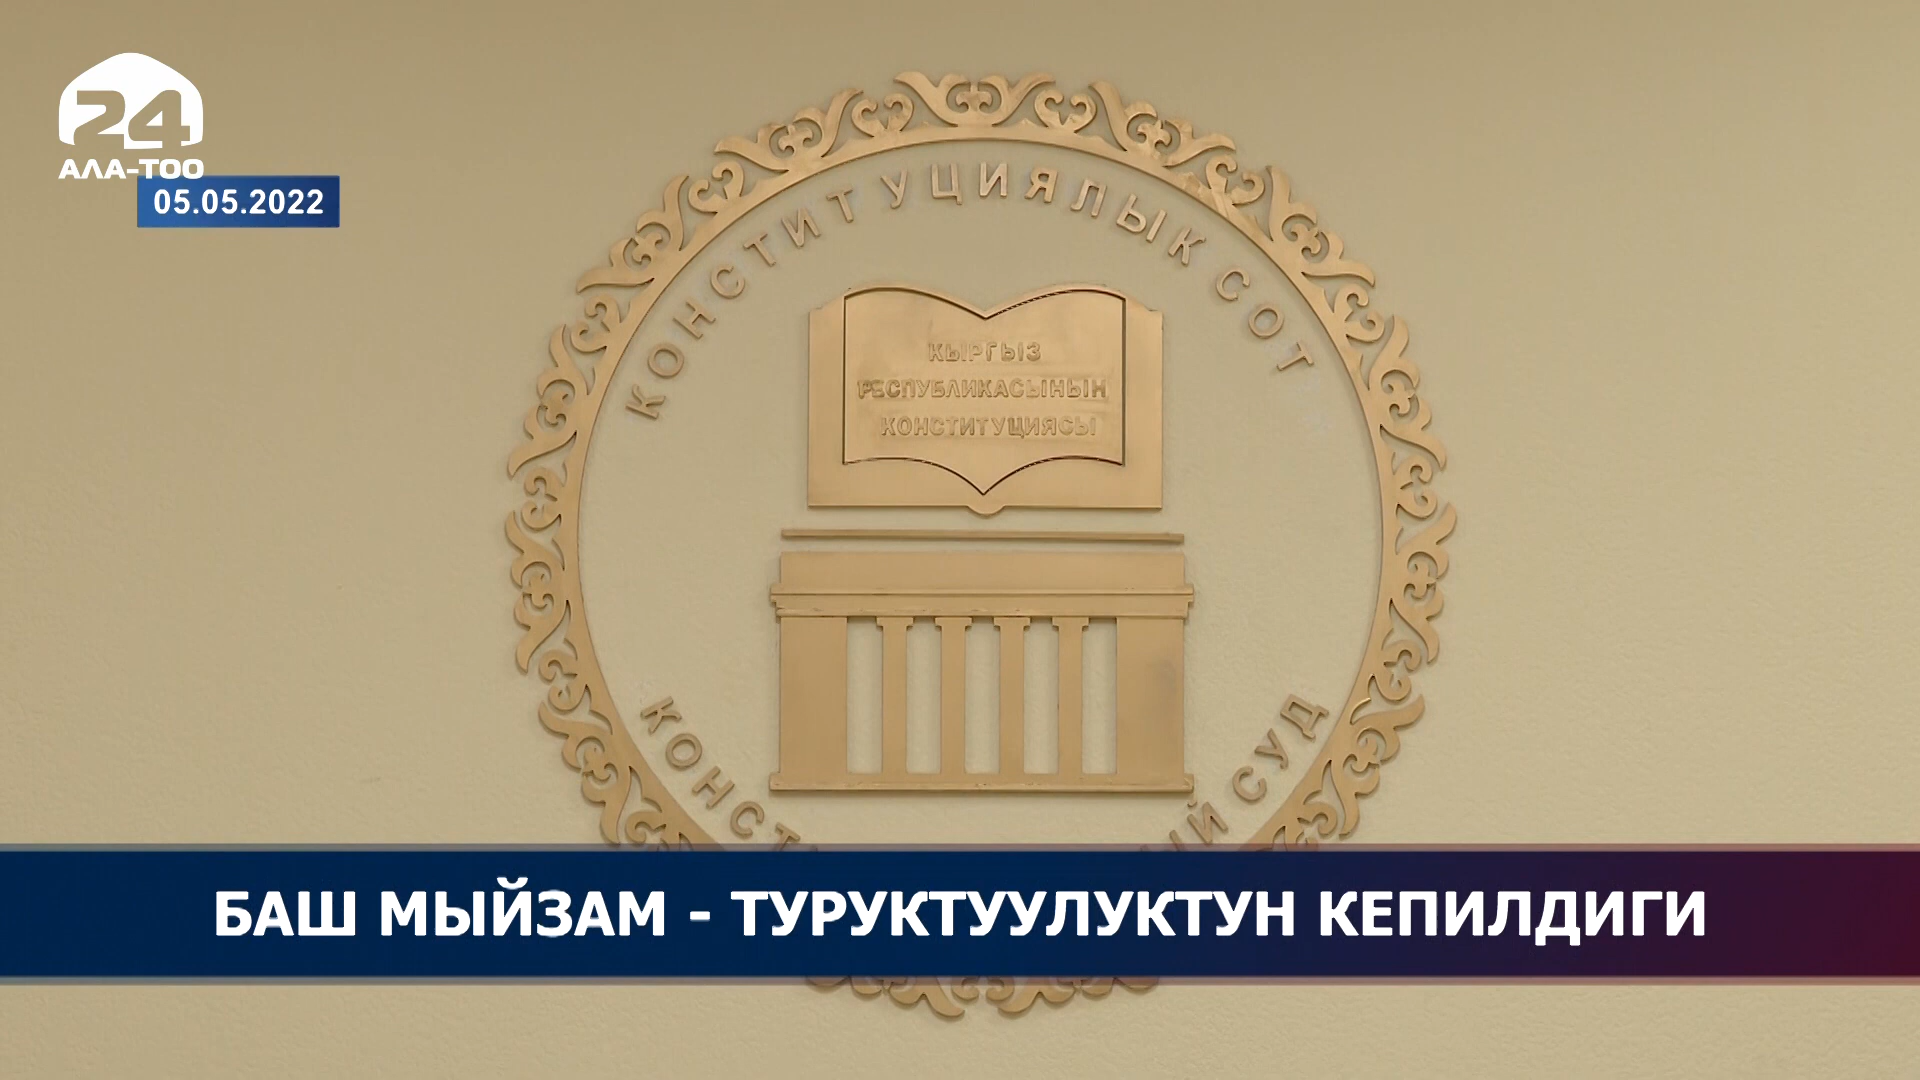 24
АЛА-ТОО
05.05.2022
КОНСТИТУЦИЯЛЫК СОТ
КЫРГЫЗ
РЕСПУБЛИКАСЫНЫН
КОНСТИТУЦИЯСЫ
СУД
БАШ МЫЙЗАМ - ТУРУКТУУЛУКТУН КЕПИЛДИГИ